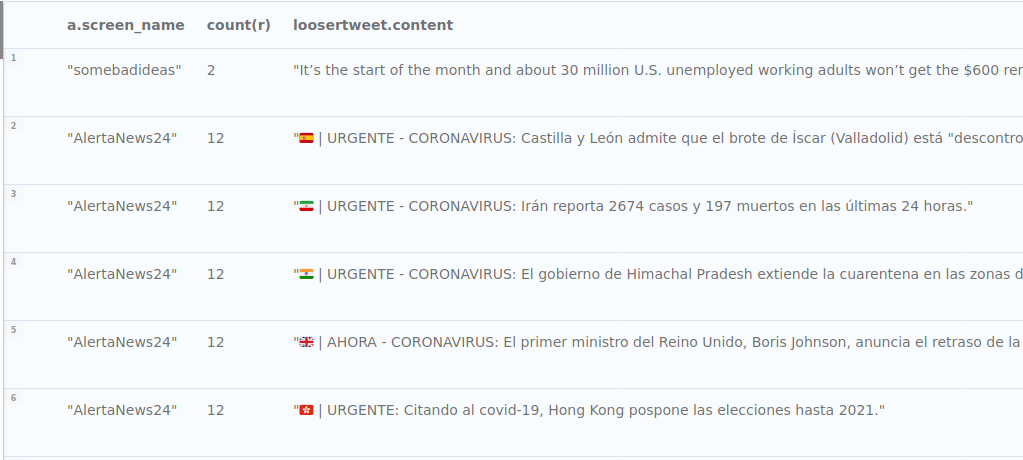 a.screen_name count(r) loosertweet.content
1
"somebadideas" 2 "It’s the start of the month and about 30 million U.S. unemployed working adults won’t get the $600
2
"AlertaNews24" 12 "🇪🇸 | URGENTE - CORONAVIRUS: Castilla y León admite que el brote de Íscar (Valladolid) está "descontro
3
"AlertaNews24" 12 "🇮🇷 | URGENTE - CORONAVIRUS: Irán reporta 2674 casos y 197 muertos en las últimas 24 horas."
4
"AlertaNews24" 12 "🇮🇳 | URGENTE - CORONAVIRUS: El gobierno de Himachal Pradesh extiende la cuarentena en las zonas d
5
"AlertaNews24" 12 "🇬🇧 | AHORA - CORONAVIRUS: El primer ministro del Reino Unido, Boris Johnson, anuncia el retraso de la
6
"AlertaNews24" 12 "🇭🇰 | URGENTE: Citando al covid-19, Hong Kong pospone las elecciones hasta 2021."